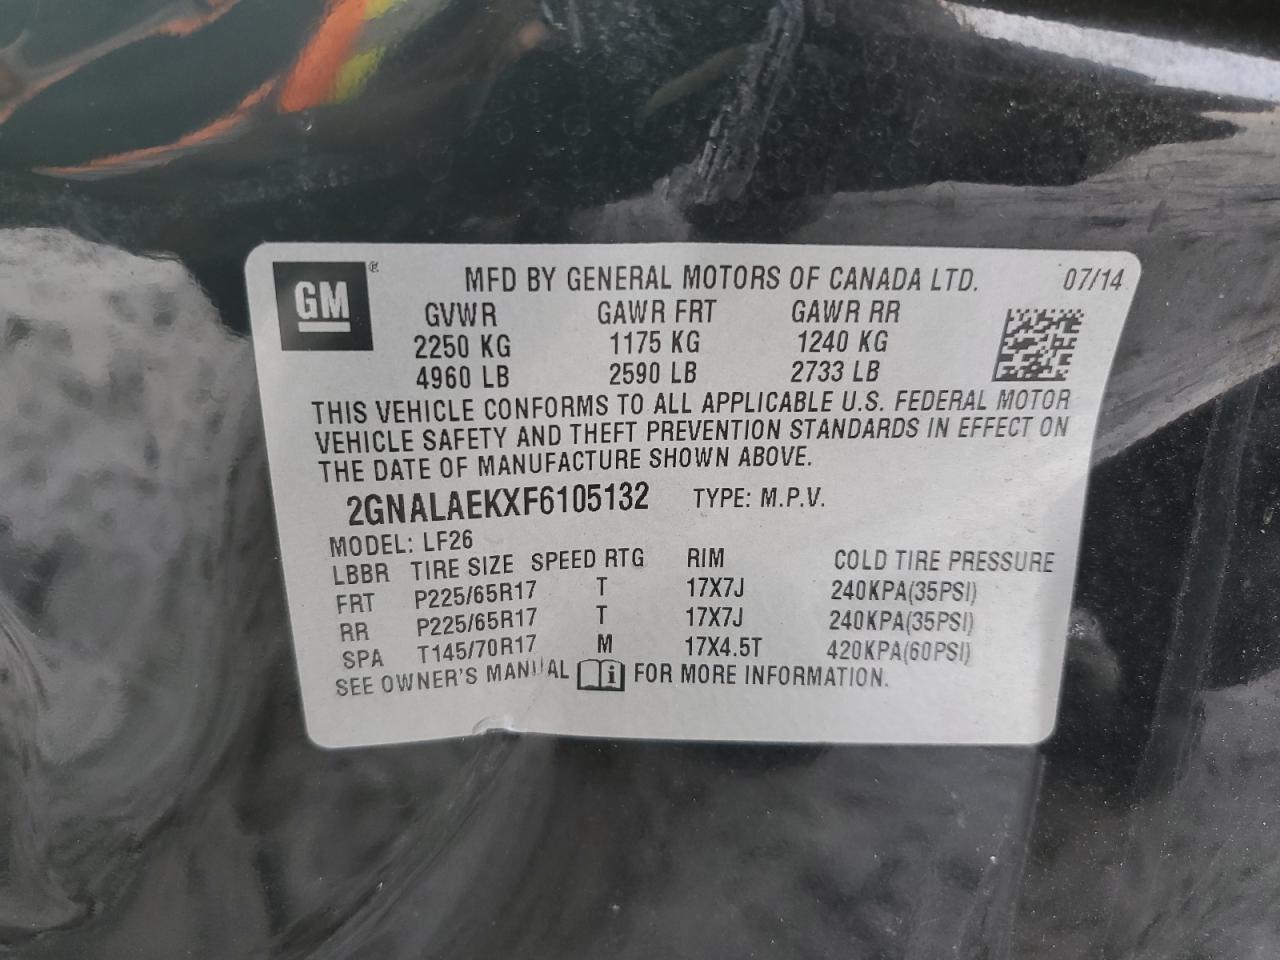 GM ®
MFD BY GENERAL MOTORS OF CANADA LTD. 07/14
GVWR GAWR FRT GAWR RR
2250 KG 1175 KG 1240 KG
4960 LB 2590 LB 2733 LB
THIS VEHICLE CONFORMS TO ALL APPLICABLE U.S. FEDERAL MOTOR
VEHICLE SAFETY AND THEFT PREVENTION STANDARDS IN EFFECT ON
THE DATE OF MANUFACTURE SHOWN ABOVE.
2GNALAEKXF6105132 TYPE: M.P.V.
MODEL: LF26
LBBR TIRE SIZE SPEED RTG RIM COLD TIRE PRESSURE
FRT P225/65R17 T 17X7J 240KPA(35PSI)
RR P225/65R17 T 17X7J 240KPA(35PSI)
SPA T145/70R17 M 17X4.5T 420KPA(60PSI)
SEE OWNER'S MANUAL i FOR MORE INFORMATION.